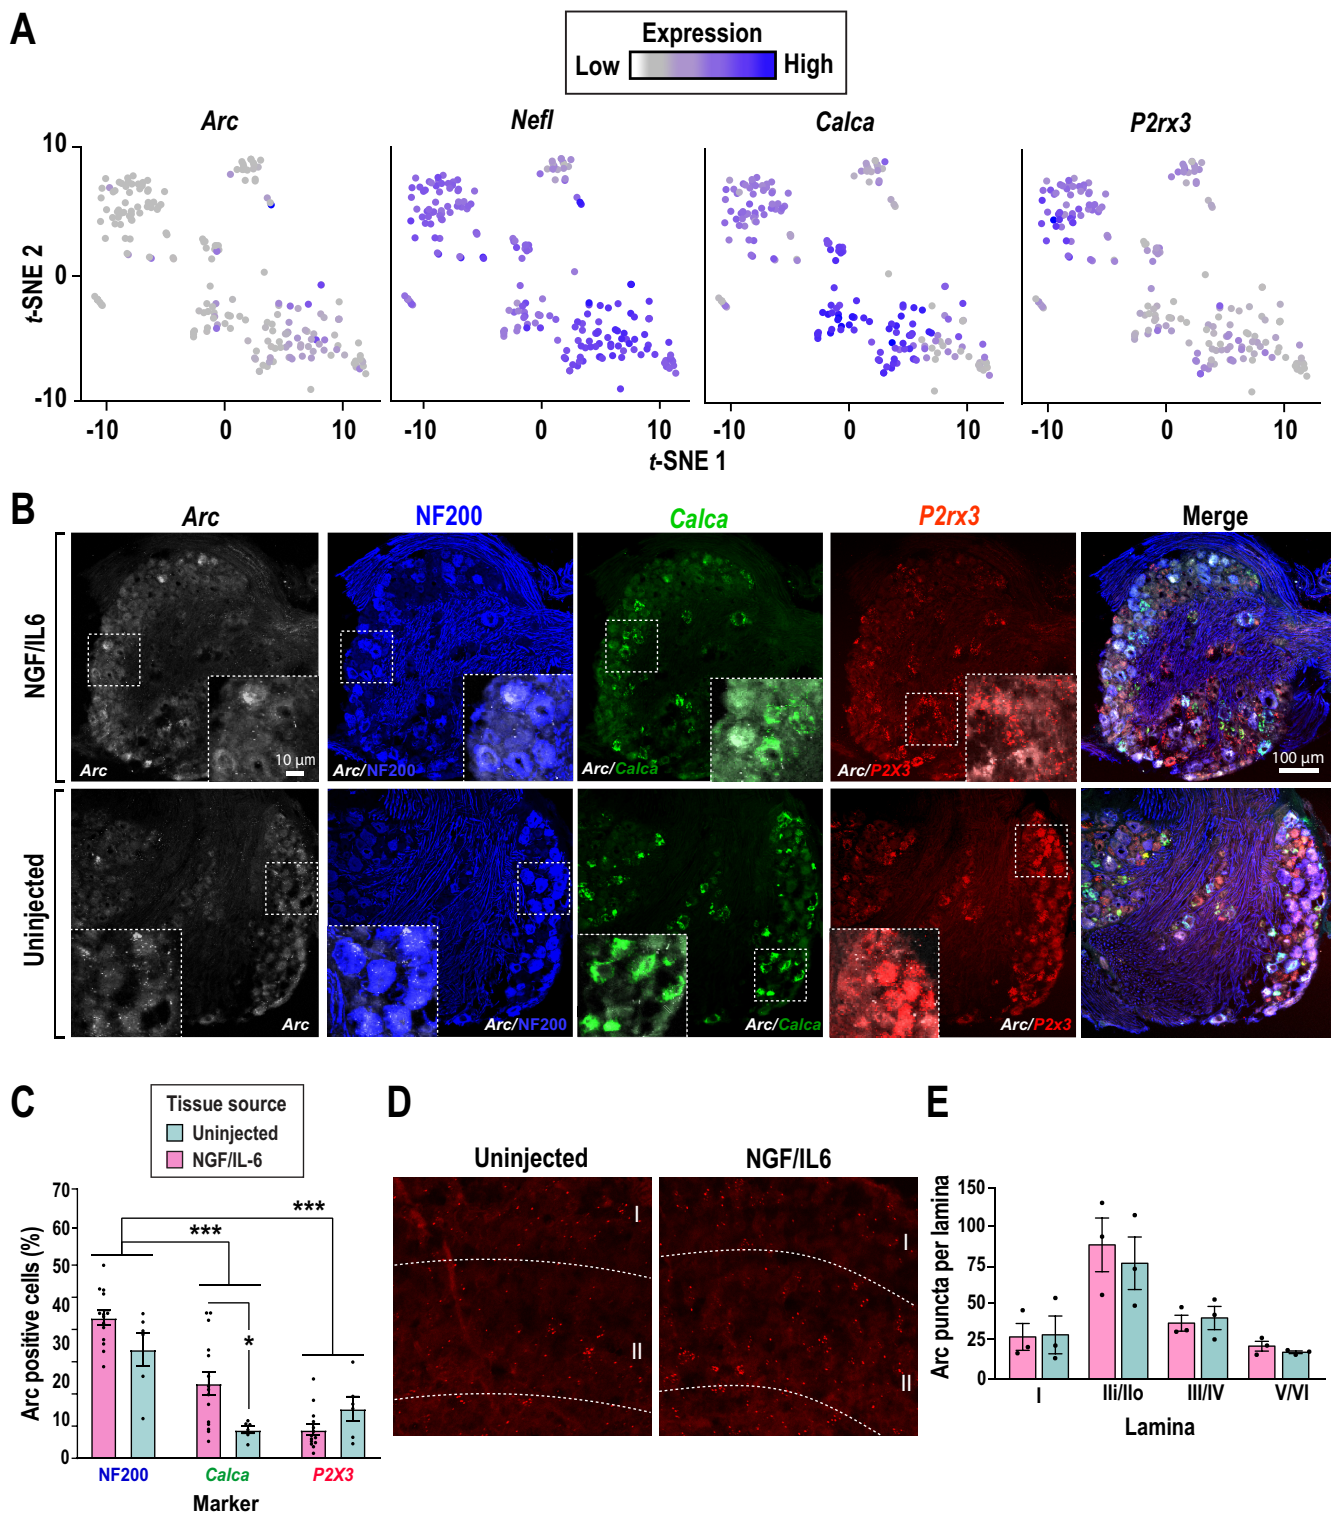 A
Expression
Low High
Arc Nefl Calca P2rx3
10
0
-10
t-SNE 2
-10 0 10 -10 0 10 -10 0 10 -10 0 10
t-SNE 1
B
Arc NF200 Calca P2rx3 Merge
NGF/IL6
10 µm
100 µm
Arc Arc/NF200 Arc/Calca Arc/P2X3
Uninjected
Arc Arc/NF200 Arc/Calca Arc/P2x3
C
Tissue source
Uninjected
NGF/IL-6
Arc positive cells (%)
70
60
50
40
30
20
10
0
***
***
*
NF200 Calca P2X3
Marker
D
Uninjected NGF/IL6
I I
II II
E
Arc puncta per lamina
150
100
75
50
25
0
I IIi/IIo III/IV V/VI
Lamina